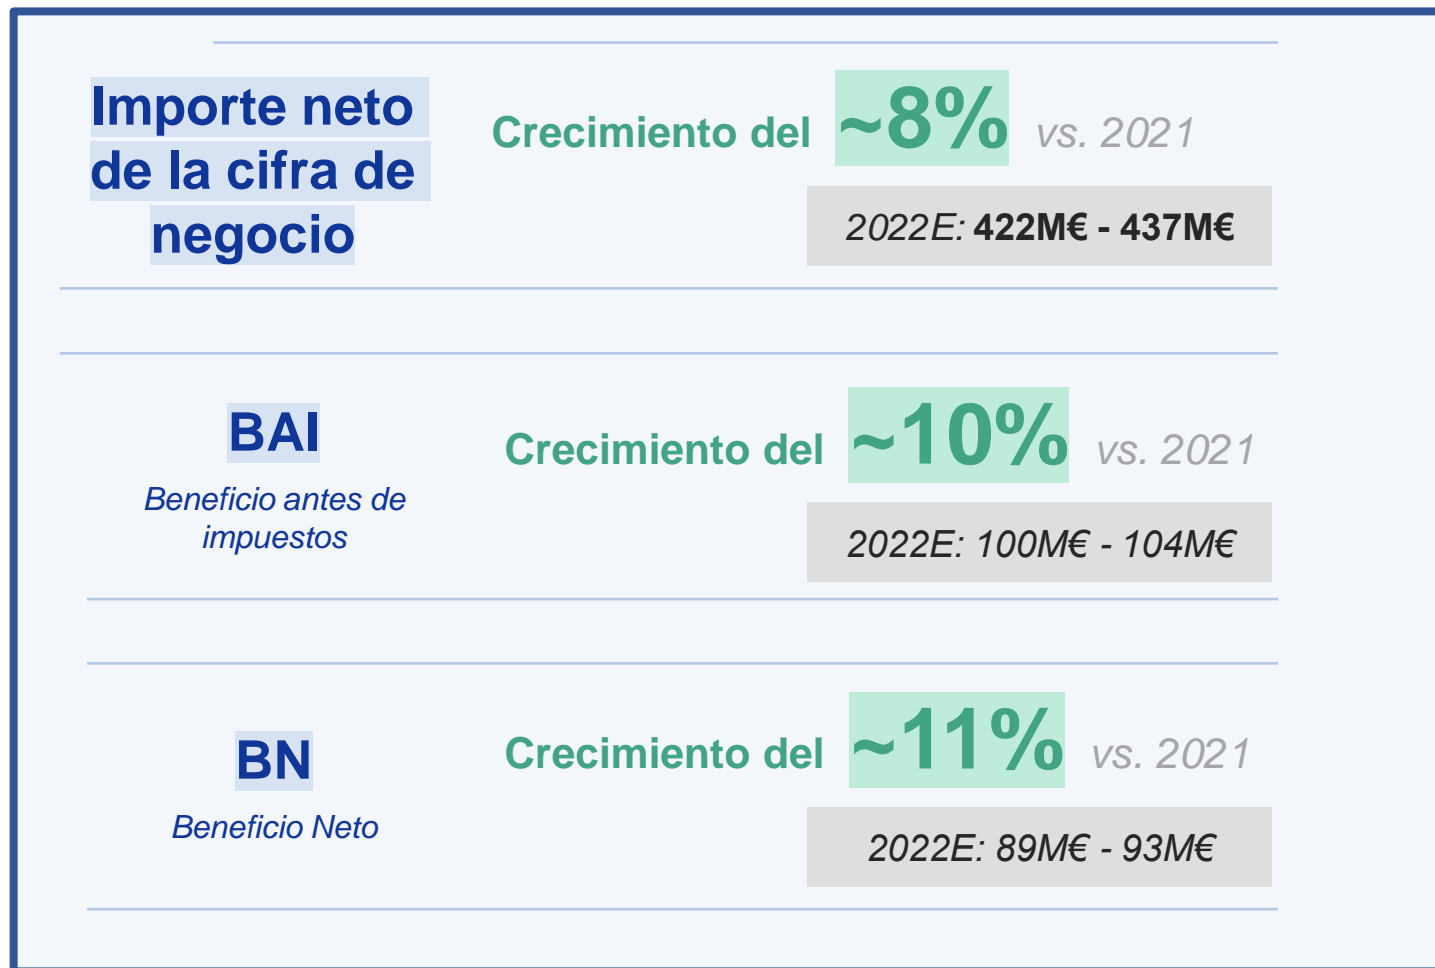 Importe neto
de la cifra de
negocio
Crecimiento del ~8% vs. 2021
2022E: 422M€ - 437M€
BAI
Beneficio antes de
impuestos
Crecimiento del ~10% vs. 2021
2022E: 100M€ - 104M€
BN
Beneficio Neto
Crecimiento del ~11% vs. 2021
2022E: 89M€ - 93M€